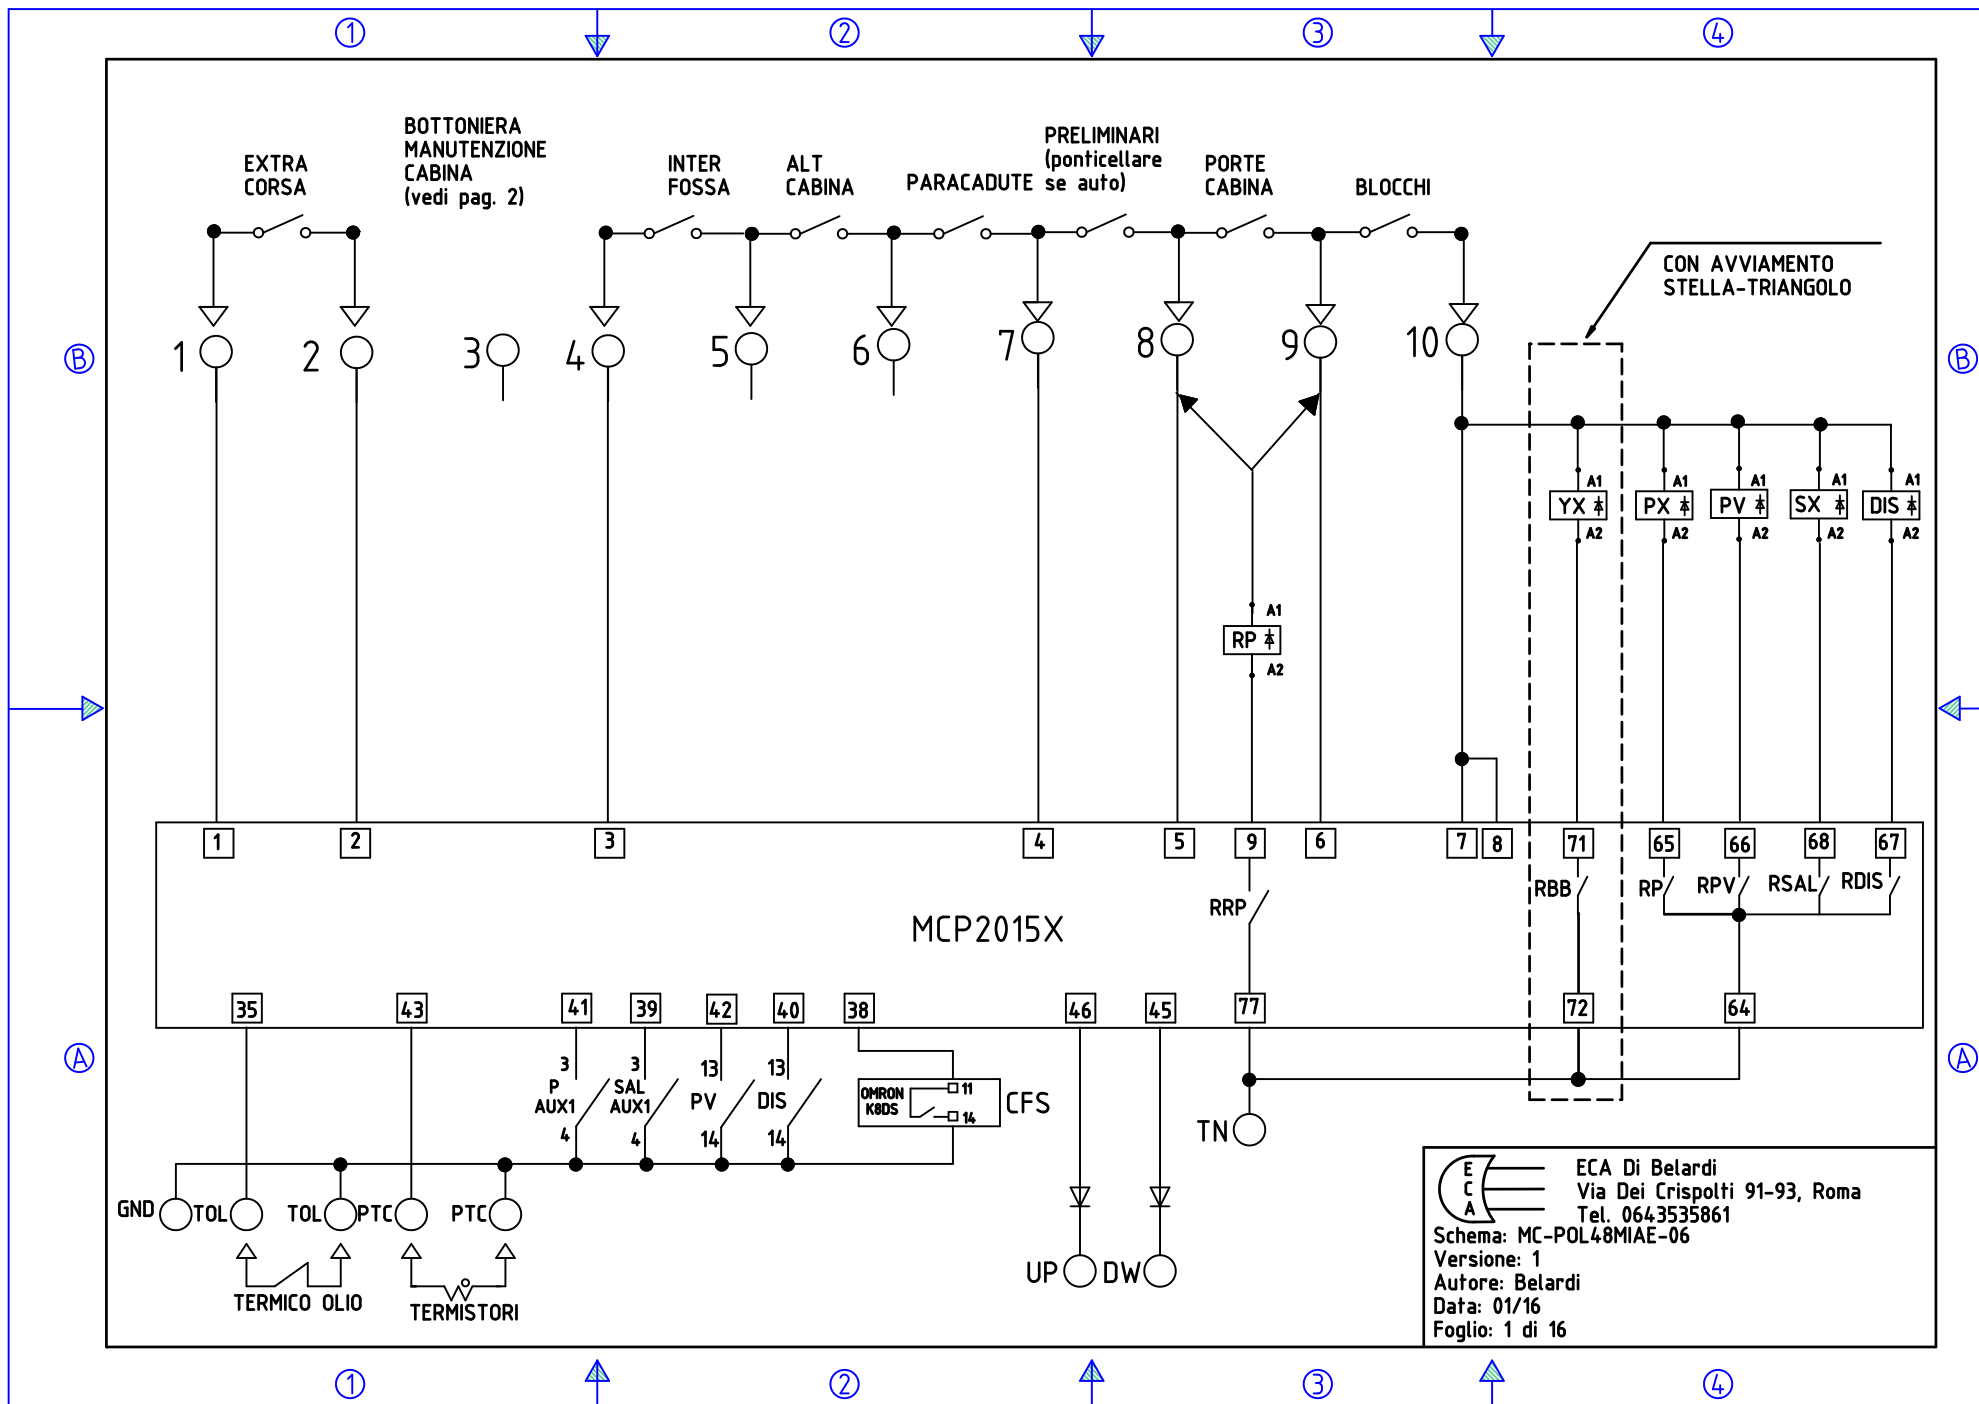 1 2 3 4
EXTRA
CORSA
BOTTONIERA
MANUTENZIONE
CABINA
(vedi pag. 2)
INTER
FOSSA
ALT
CABINA
PARACADUTE
PRELIMINARI
(ponticellare
se auto)
PORTE
CABINA
BLOCCHI
CON AVVIAMENTO
STELLA-TRIANGOLO
B 1 2 3 4 5 6 7 8 9 10 B
A1 A1 A1 A1 A1
YX PX PV SX DIS
A2 A2 A2 A2 A2
A1
RP
A2
1 2 3 4 5 9 6 7 8 71 65 66 68 67
RRP RBB RP RPV RSAL RDIS
MCP2015X
35 43 41 39 42 40 38 46 45 77 72 64
A A
3
P
AUX1
4
3
SAL
AUX1
4
13
PV
14
13
DIS
14
OMRON
K8DS
11
14
CFS
TN
GND TOL TOL PTC PTC
TERMICO OLIO
TERMISTORI
UP DW
E
C
A
ECA Di Belardi
Via Dei Crispolti 91-93, Roma
Tel. 0643535861
Schema: MC-POL48MIAE-06
Versione: 1
Autore: Belardi
Data: 01/16
Foglio: 1 di 16
1 2 3 4